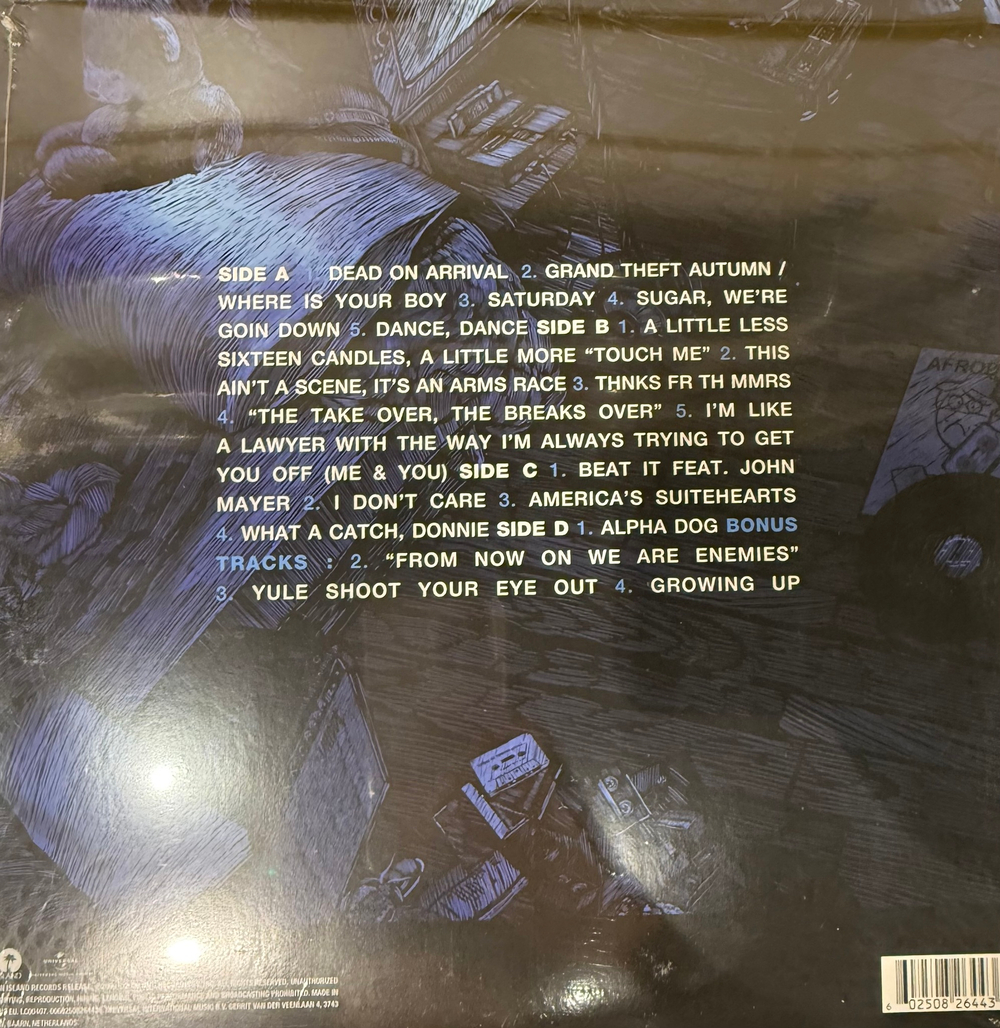 SIDE A 1. DEAD ON ARRIVAL 2. GRAND THEFT AUTUMN /
WHERE IS YOUR BOY 3. SATURDAY 4. SUGAR, WE'RE
GOIN DOWN 5. DANCE, DANCE SIDE B 1. A LITTLE LESS
SIXTEEN CANDLES, A LITTLE MORE “TOUCH ME” 2. THIS
AIN'T A SCENE, IT'S AN ARMS RACE 3. THNKS FR TH MMRS
4. “THE TAKE OVER, THE BREAKS OVER” 5. I'M LIKE
A LAWYER WITH THE WAY I'M ALWAYS TRYING TO GET
YOU OFF (ME & YOU) SIDE C 1. BEAT IT FEAT. JOHN
MAYER 2. I DON'T CARE 3. AMERICA'S SUITEHEARTS
4. WHAT A CATCH, DONNIE SIDE D 1. ALPHA DOG BONUS
TRACKS : 2. “FROM NOW ON WE ARE ENEMIES”
3. YULE SHOOT YOUR EYE OUT 4. GROWING UP
UNIVERSAL
ISLAND RECORDS RELEASE, RESERVED. UNAUTHORIZED
REPRODUCTION, AND BROADCASTING PROHIBITED. MADE IN
EU. LC00407. UNIVERSAL INTERNATIONAL MUSIC B.V. GERRIT VAN DER VEENLAAN 4, 3743
BAARN, NETHERLANDS
6 02508 26443